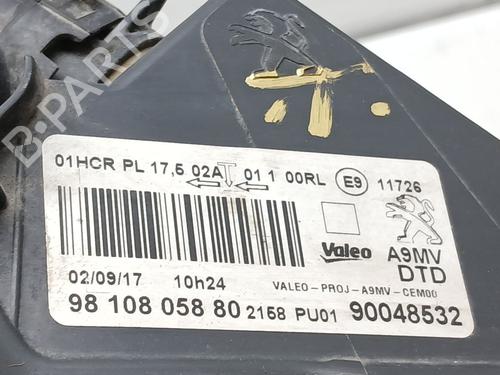 01HCR PL 17,5 02A 01 1 00RL E9 11726
Valeo A9MV
DTD
02/09/17 10h24 VALEO-PROJ-A9MV-CEM00
98 108 058 80 2158 PU01 90048532
B-PARTS